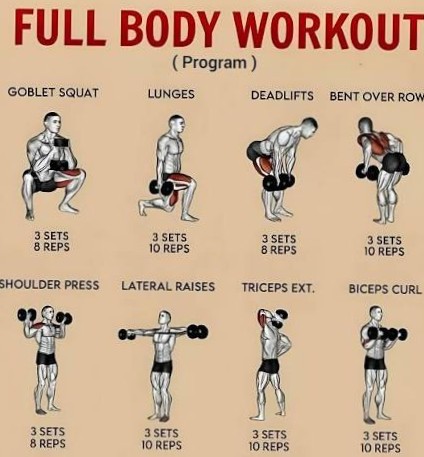 FULL BODY WORKOUT
( Program )
GOBLET SQUAT
LUNGES
DEADLIFTS
BENT OVER ROW
3 SETS
8 REPS
3 SETS
10 REPS
3 SETS
8 REPS
3 SETS
10 REPS
SHOULDER PRESS
LATERAL RAISES
TRICEPS EXT.
BICEPS CURL
3 SETS
8 REPS
3 SETS
10 REPS
3 SETS
10 REPS
3 SETS
10 REPS